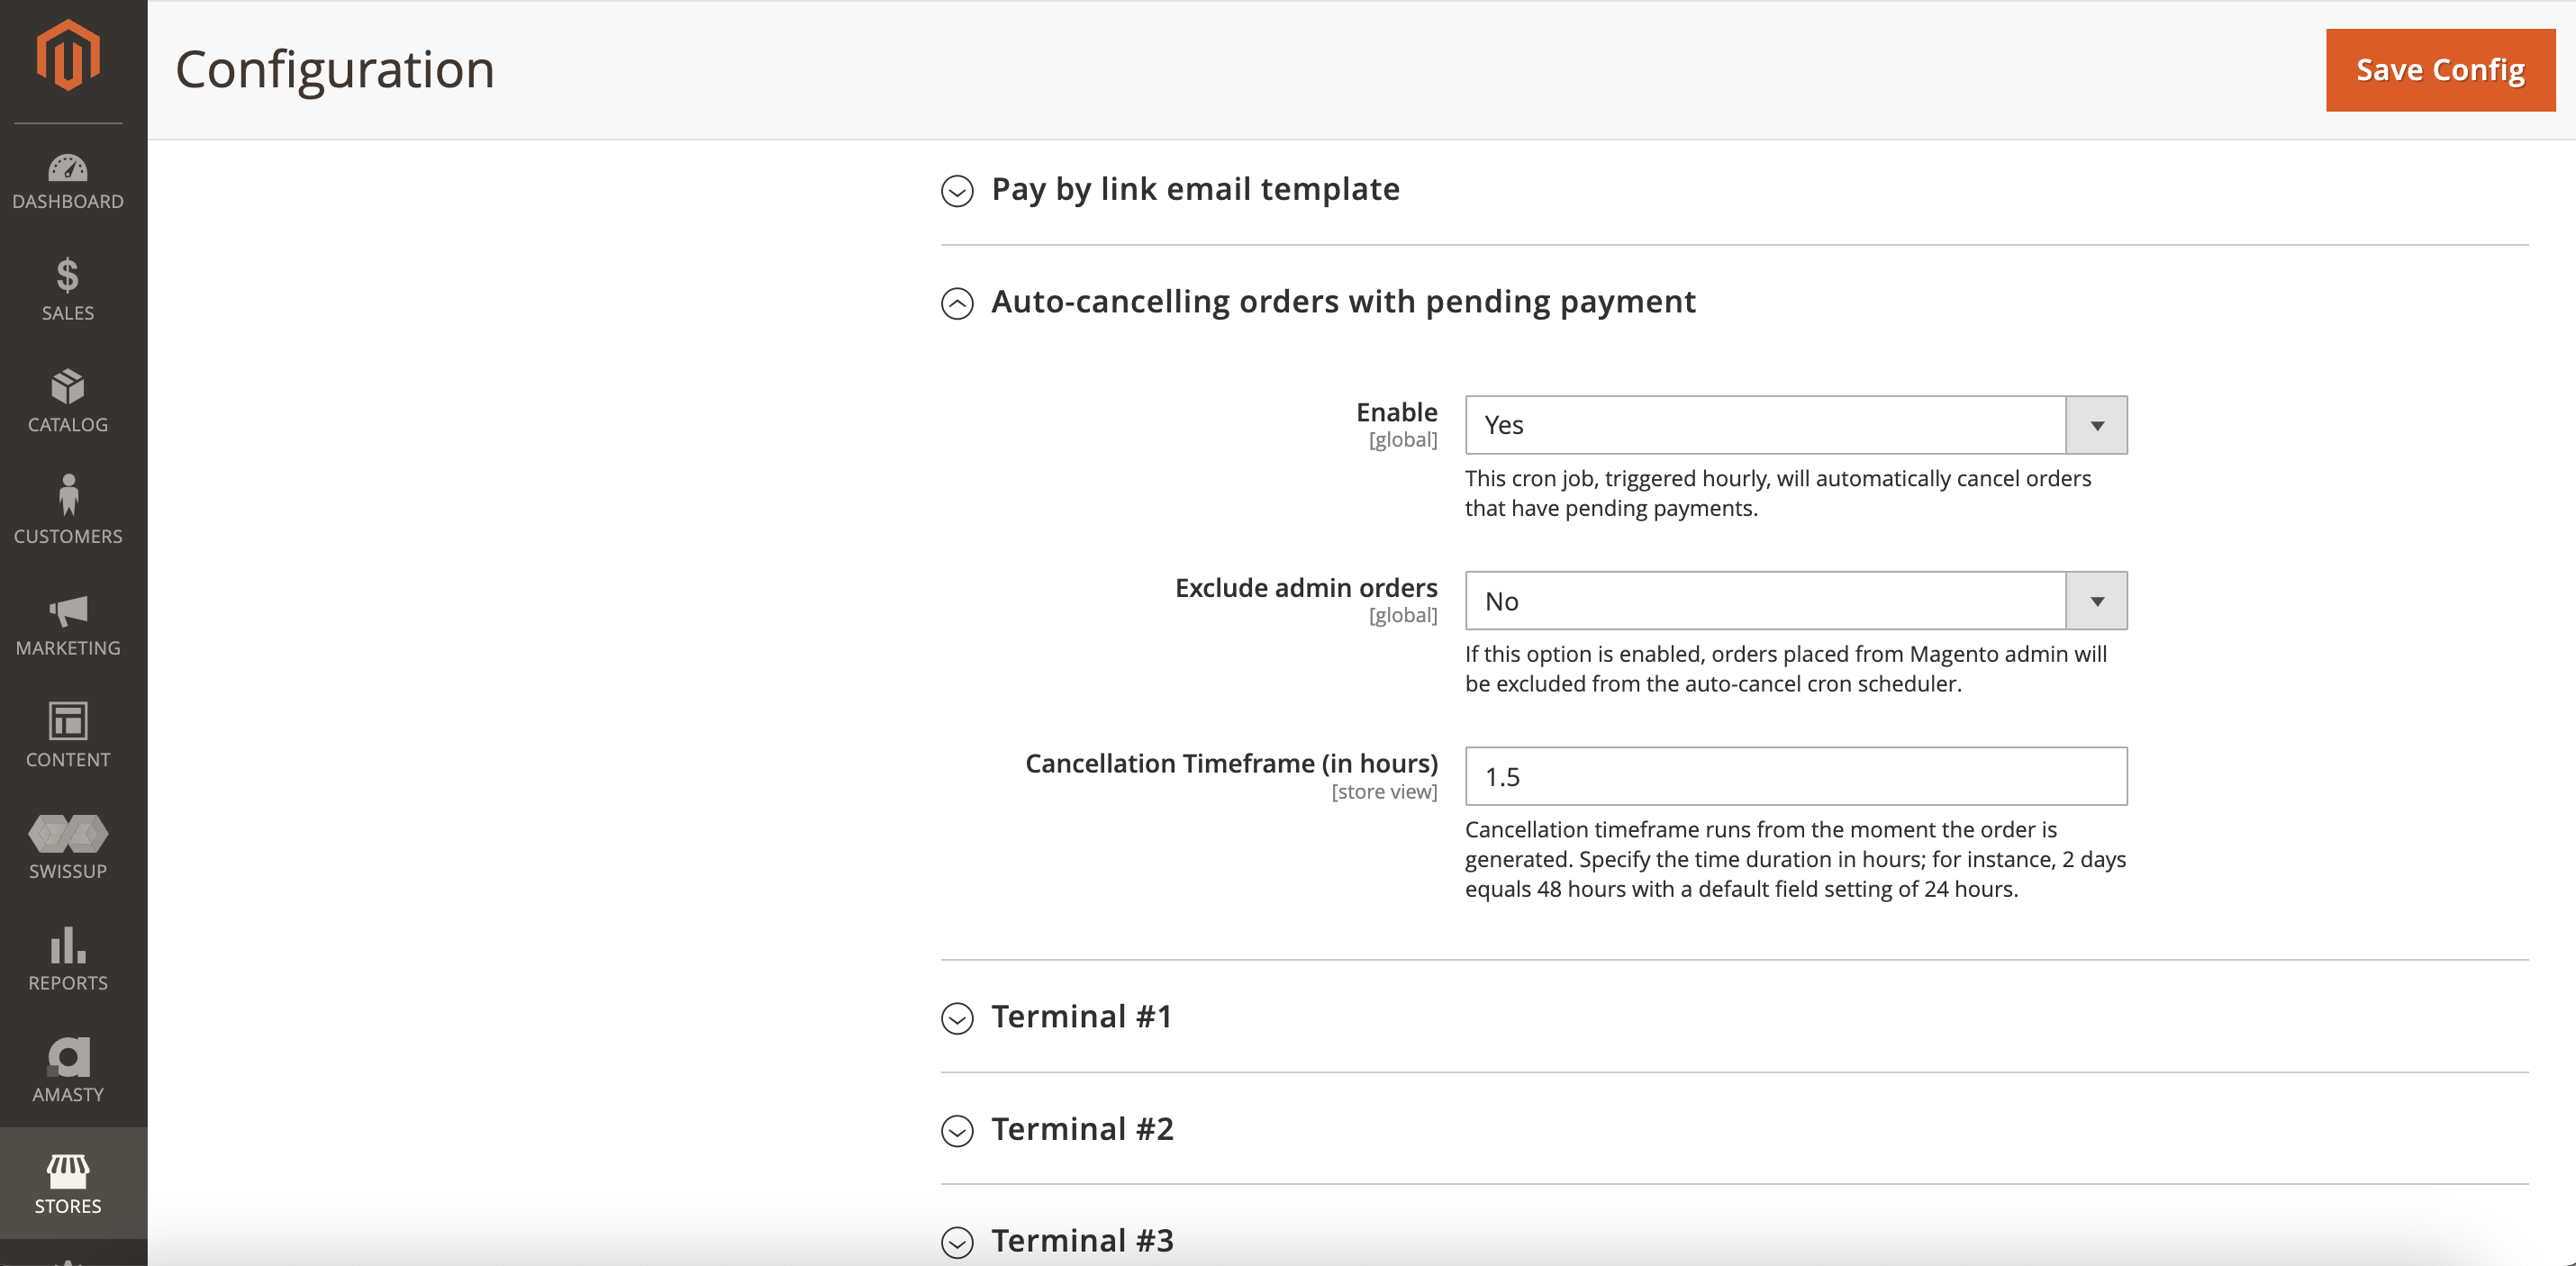 Configuration
Save Config
DASHBOARD
SALES
CATALOG
CUSTOMERS
MARKETING
CONTENT
SWISSUP
REPORTS
AMASTY
STORES
Pay by link email template
Auto-cancelling orders with pending payment
Enable
[global]
Yes
This cron job, triggered hourly, will automatically cancel orders
that have pending payments.
Exclude admin orders
[global]
No
If this option is enabled, orders placed from Magento admin will
be excluded from the auto-cancel cron scheduler.
Cancellation Timeframe (in hours)
[store view]
1.5
Cancellation timeframe runs from the moment the order is
generated. Specify the time duration in hours; for instance, 2 days
equals 48 hours with a default field setting of 24 hours.
Terminal #1
Terminal #2
Terminal #3